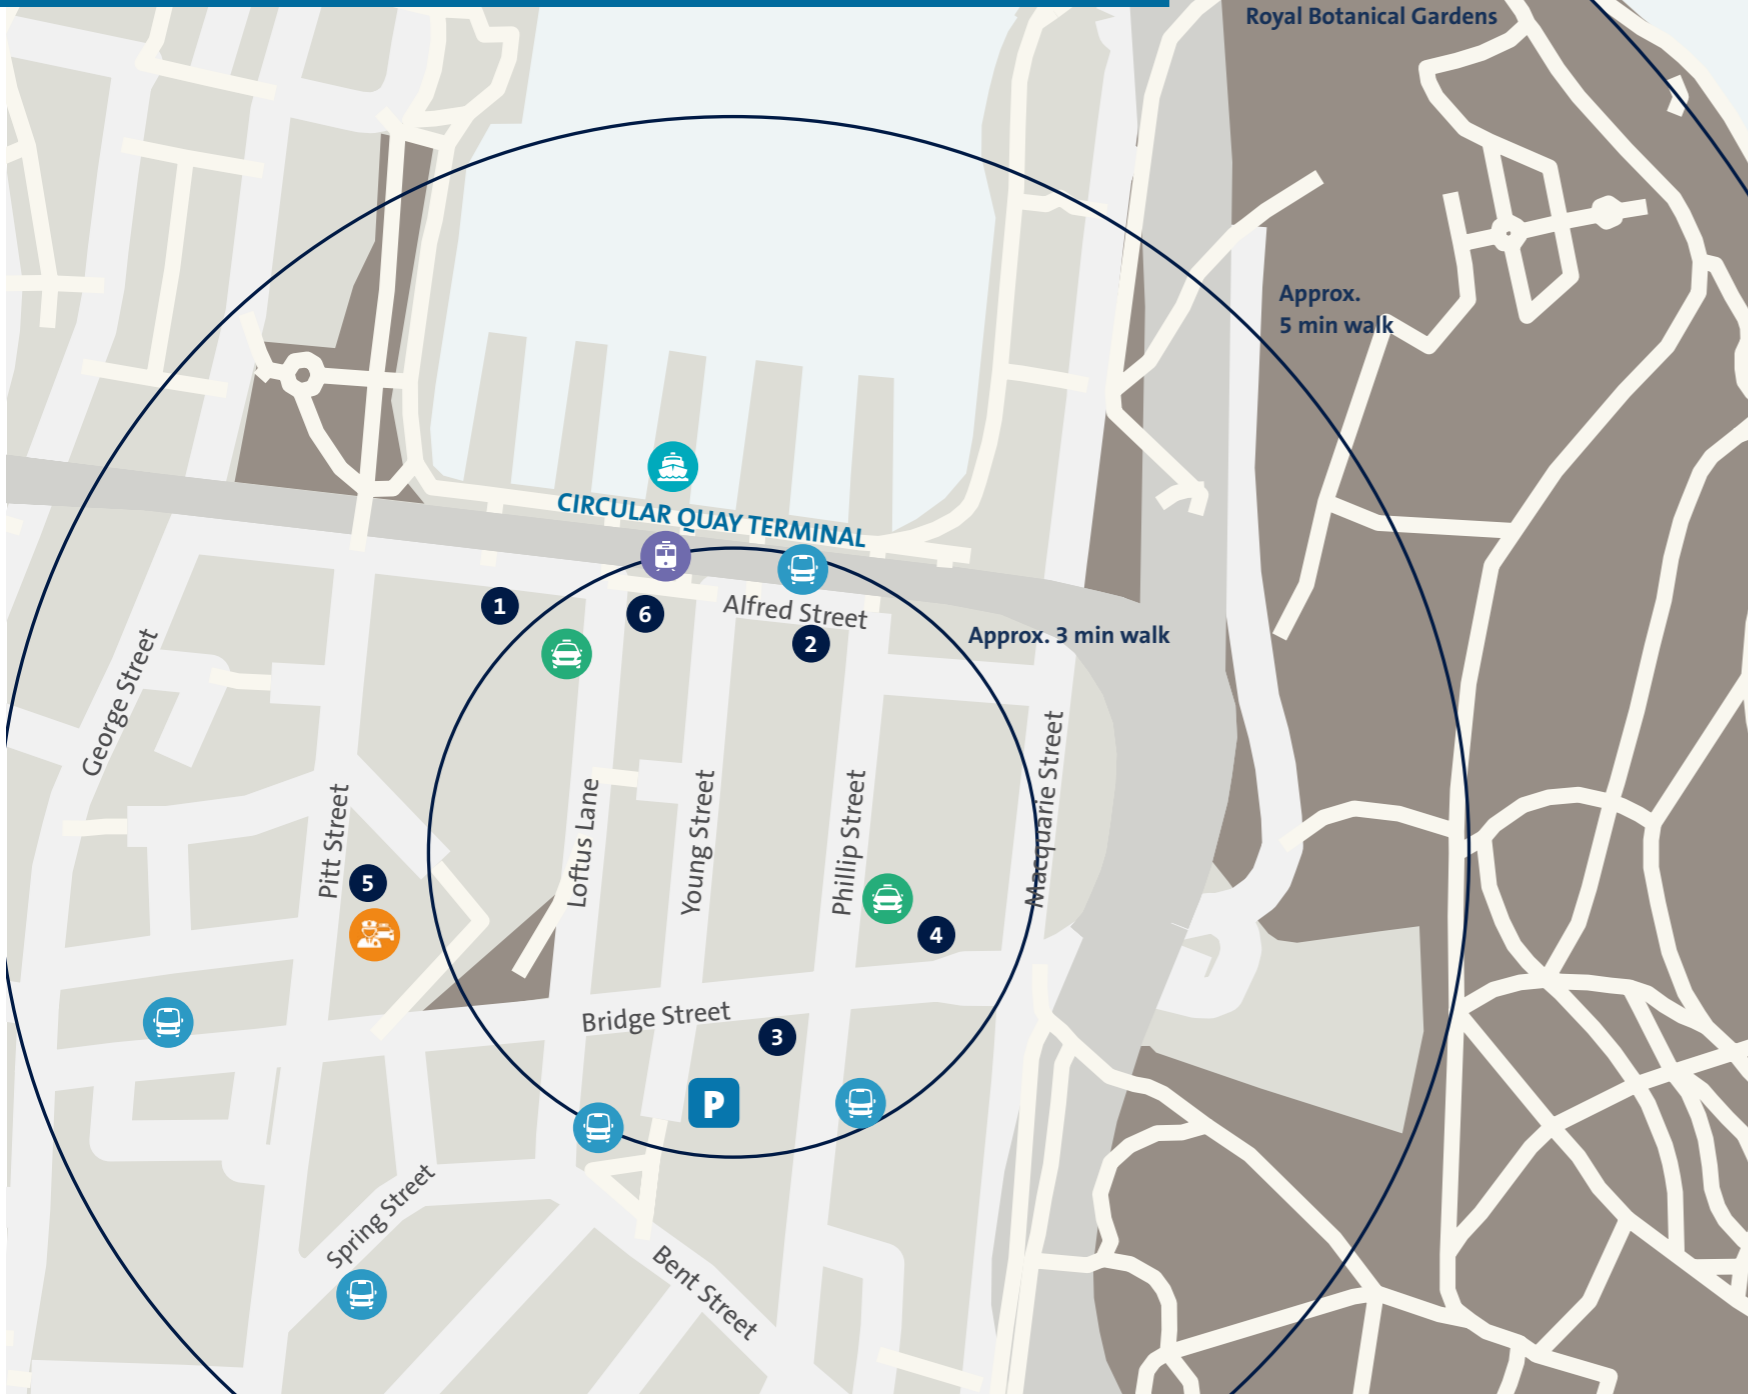 Royal Botanical Gardens
Approx.
5 min walk
CIRCULAR QUAY TERMINAL
1
6
Alfred Street
2
Approx. 3 min walk
George Street
Pitt Street
Loftus Lane
Young Street
Phillip Street
Macquarie Street
5
4
Bridge Street
3
P
Spring Street
Bent Street